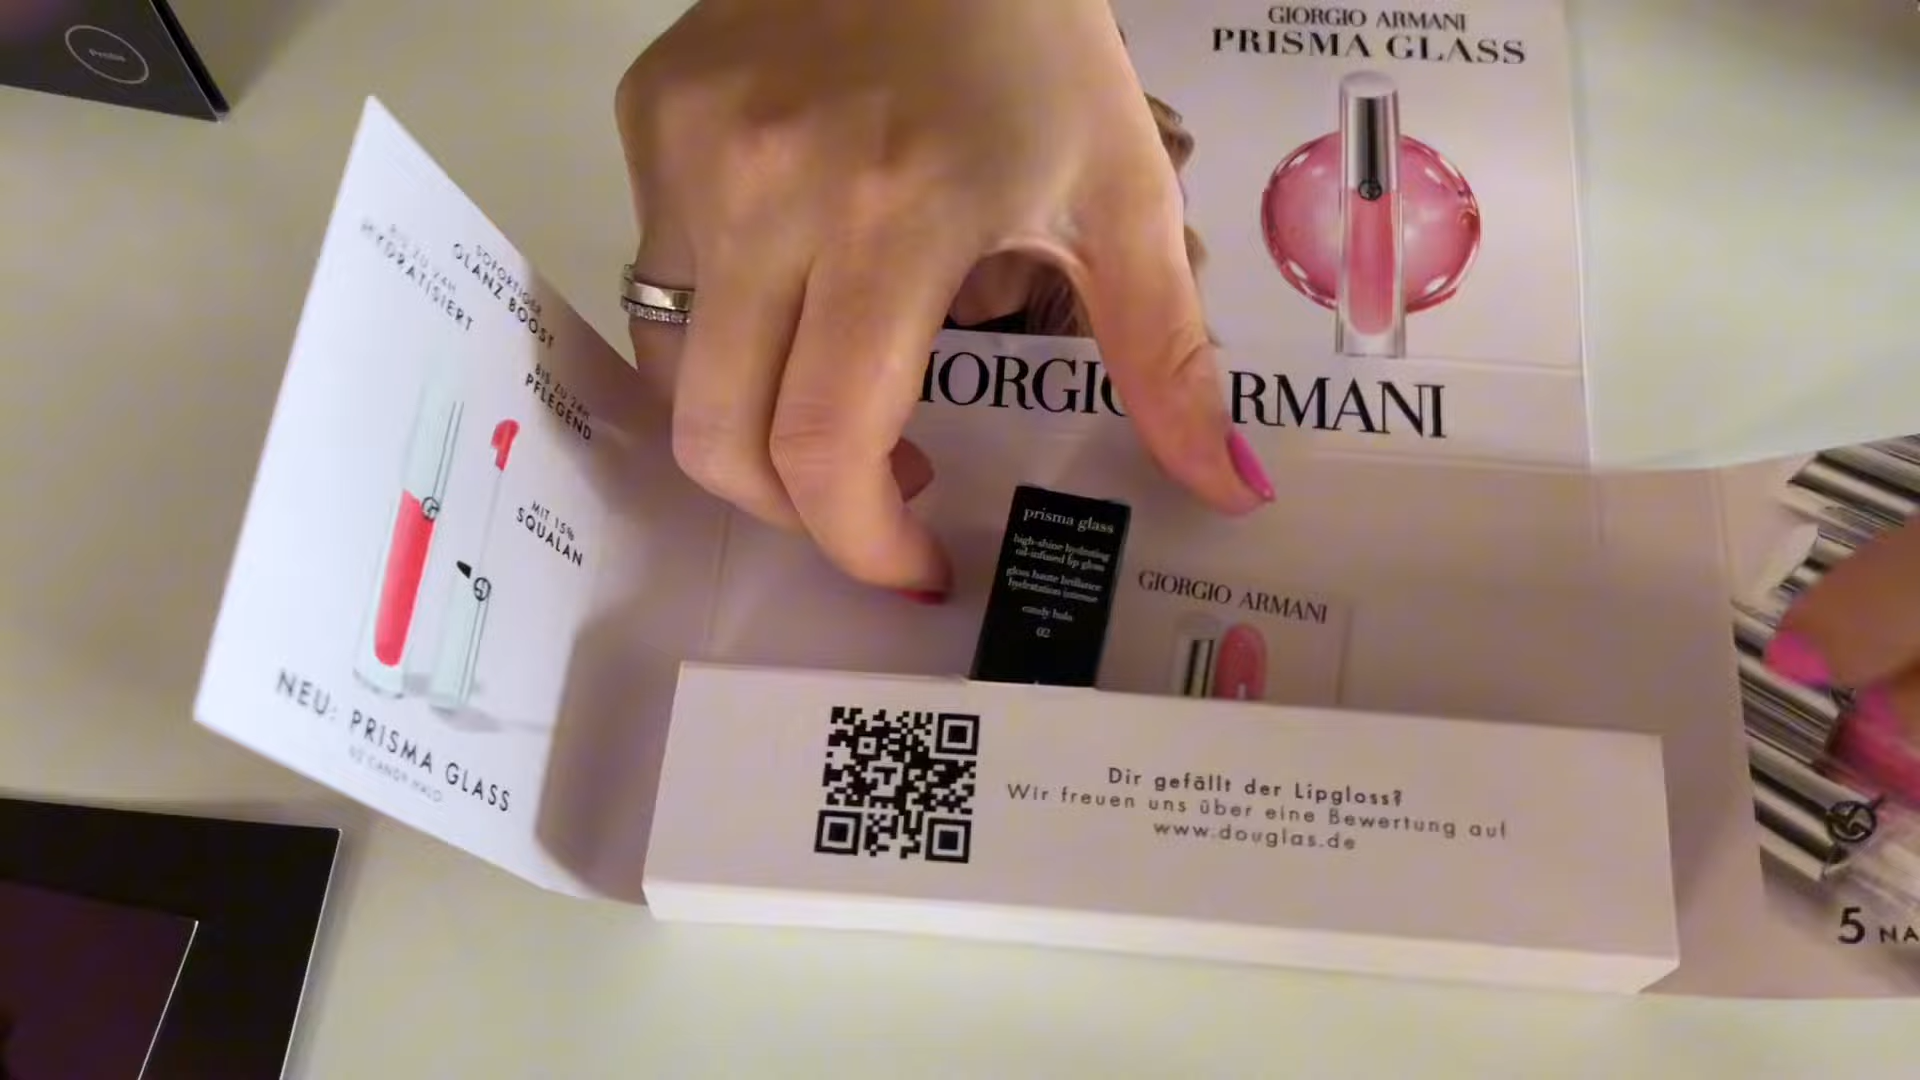 GIORGIO ARMANI
PRISMA GLASS
BIS ZU 24H
HYDRATISIERT
SOFORTIGER
GLANZ BOOST
BIS ZU 24H
PFLEGEND
MIT 15%
SQUALAN
NEU: PRISMA GLASS
02 CANDY HALO
IORGI RMANI
prisma glass
high-shine hydrating
oil-infused lip gloss
gloss haute brillance
hydratation intense
candy halo
02
GIORGIO ARMANI
Dir gefällt der Lipgloss?
Wir freuen uns über eine Bewertung auf
www.douglas.de
5 NA